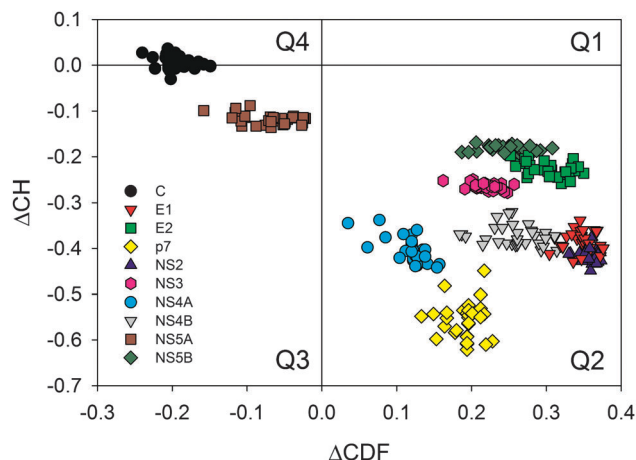 0.1
Q4
Q1
0.0
-0.1
-0.2
-0.3
-0.4
-0.5
-0.6
-0.7
ΔCH
C
E1
E2
p7
NS2
NS3
NS4A
NS4B
NS5A
NS5B
Q3
Q2
-0.3 -0.2 -0.1 0.0 0.1 0.2 0.3 0.4
ΔCDF